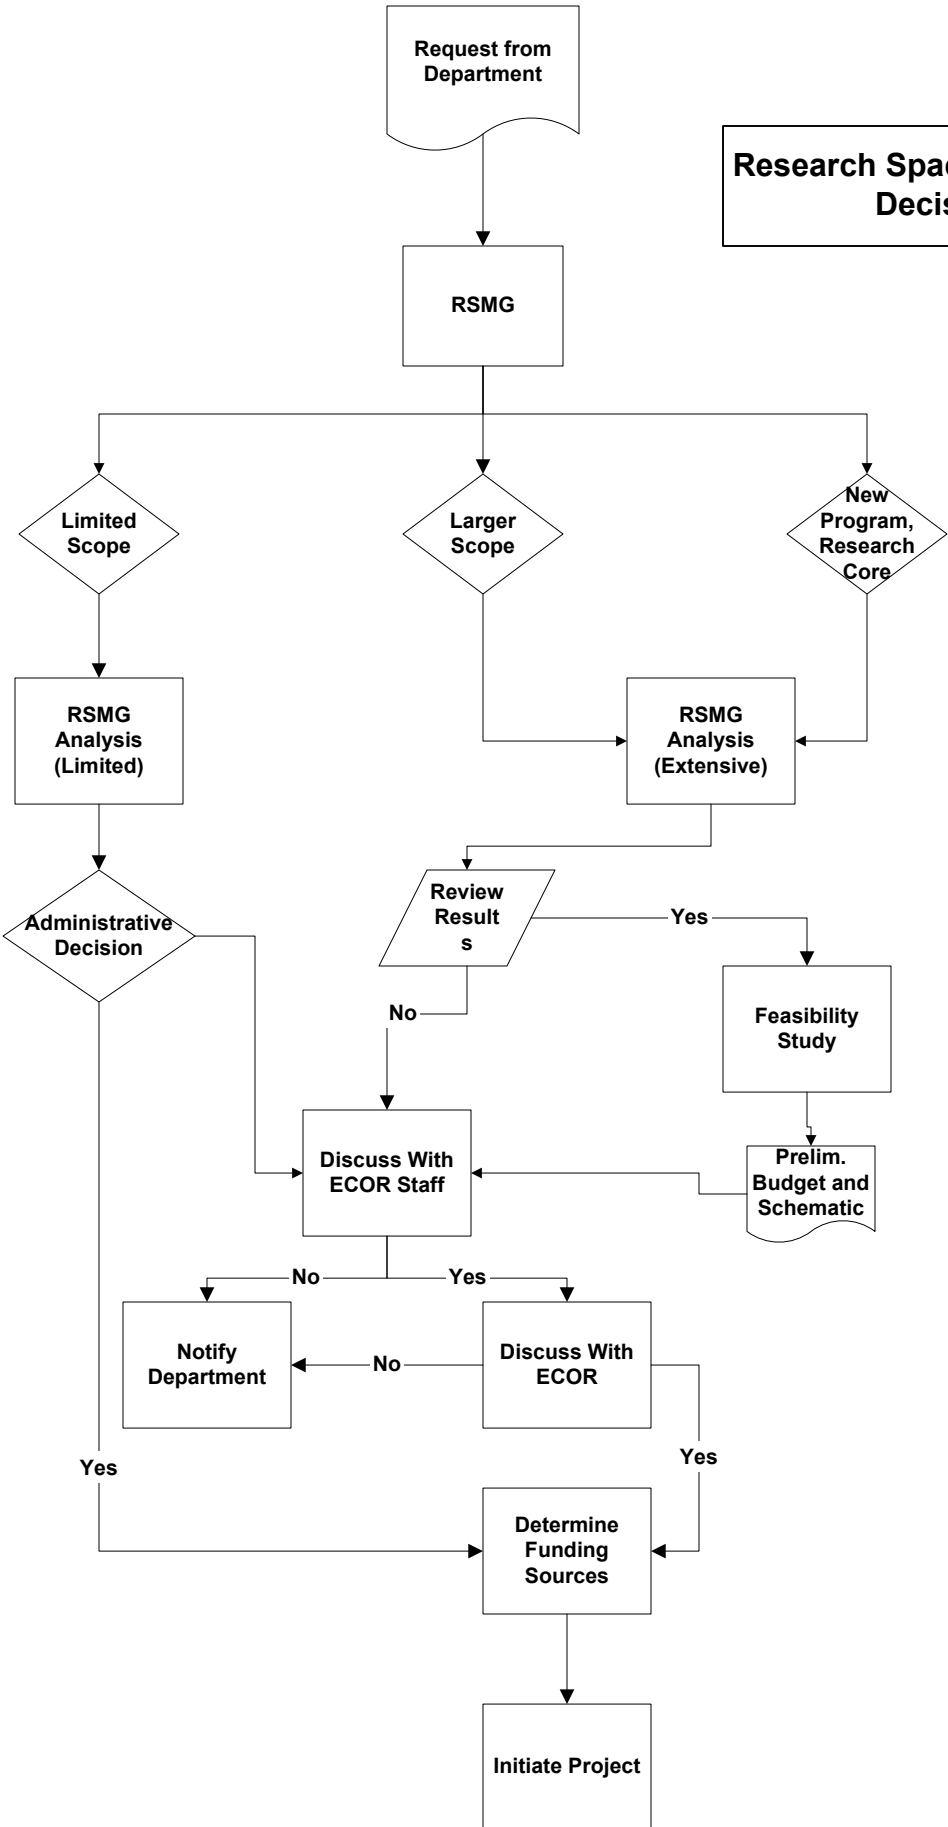 Request from
Department
Research Spa
Decis
RSMG
Limited
Scope
Larger
Scope
New
Program,
Research
Core
RSMG
Analysis
(Limited)
RSMG
Analysis
(Extensive)
Administrative
Decision
Review
Result
s
Yes
No
Feasibility
Study
Discuss With
ECOR Staff
Prelim.
Budget and
Schematic
No
Yes
Notify
Department
No
Discuss With
ECOR
Yes
Yes
Determine
Funding
Sources
Initiate Project